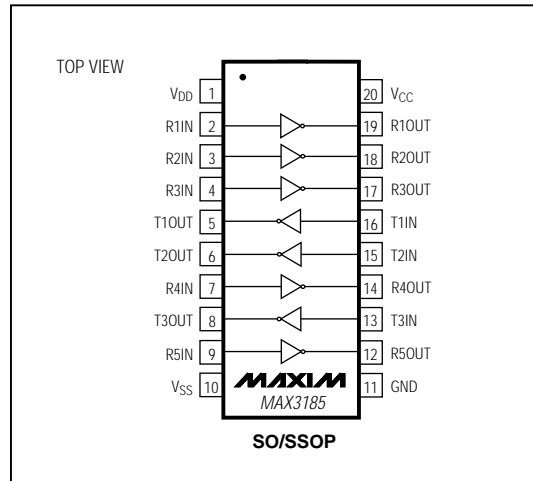 TOP VIEW
VDD 1 20 VCC
R1IN 2 19 R1OUT
R2IN 3 18 R2OUT
R3IN 4 17 R3OUT
T1OUT 5 16 T1IN
T2OUT 6 15 T2IN
R4IN 7 14 R4OUT
T3OUT 8 13 T3IN
R5IN 9 12 R5OUT
VSS 10 MAXIM 11 GND
MAX3185
SO/SSOP